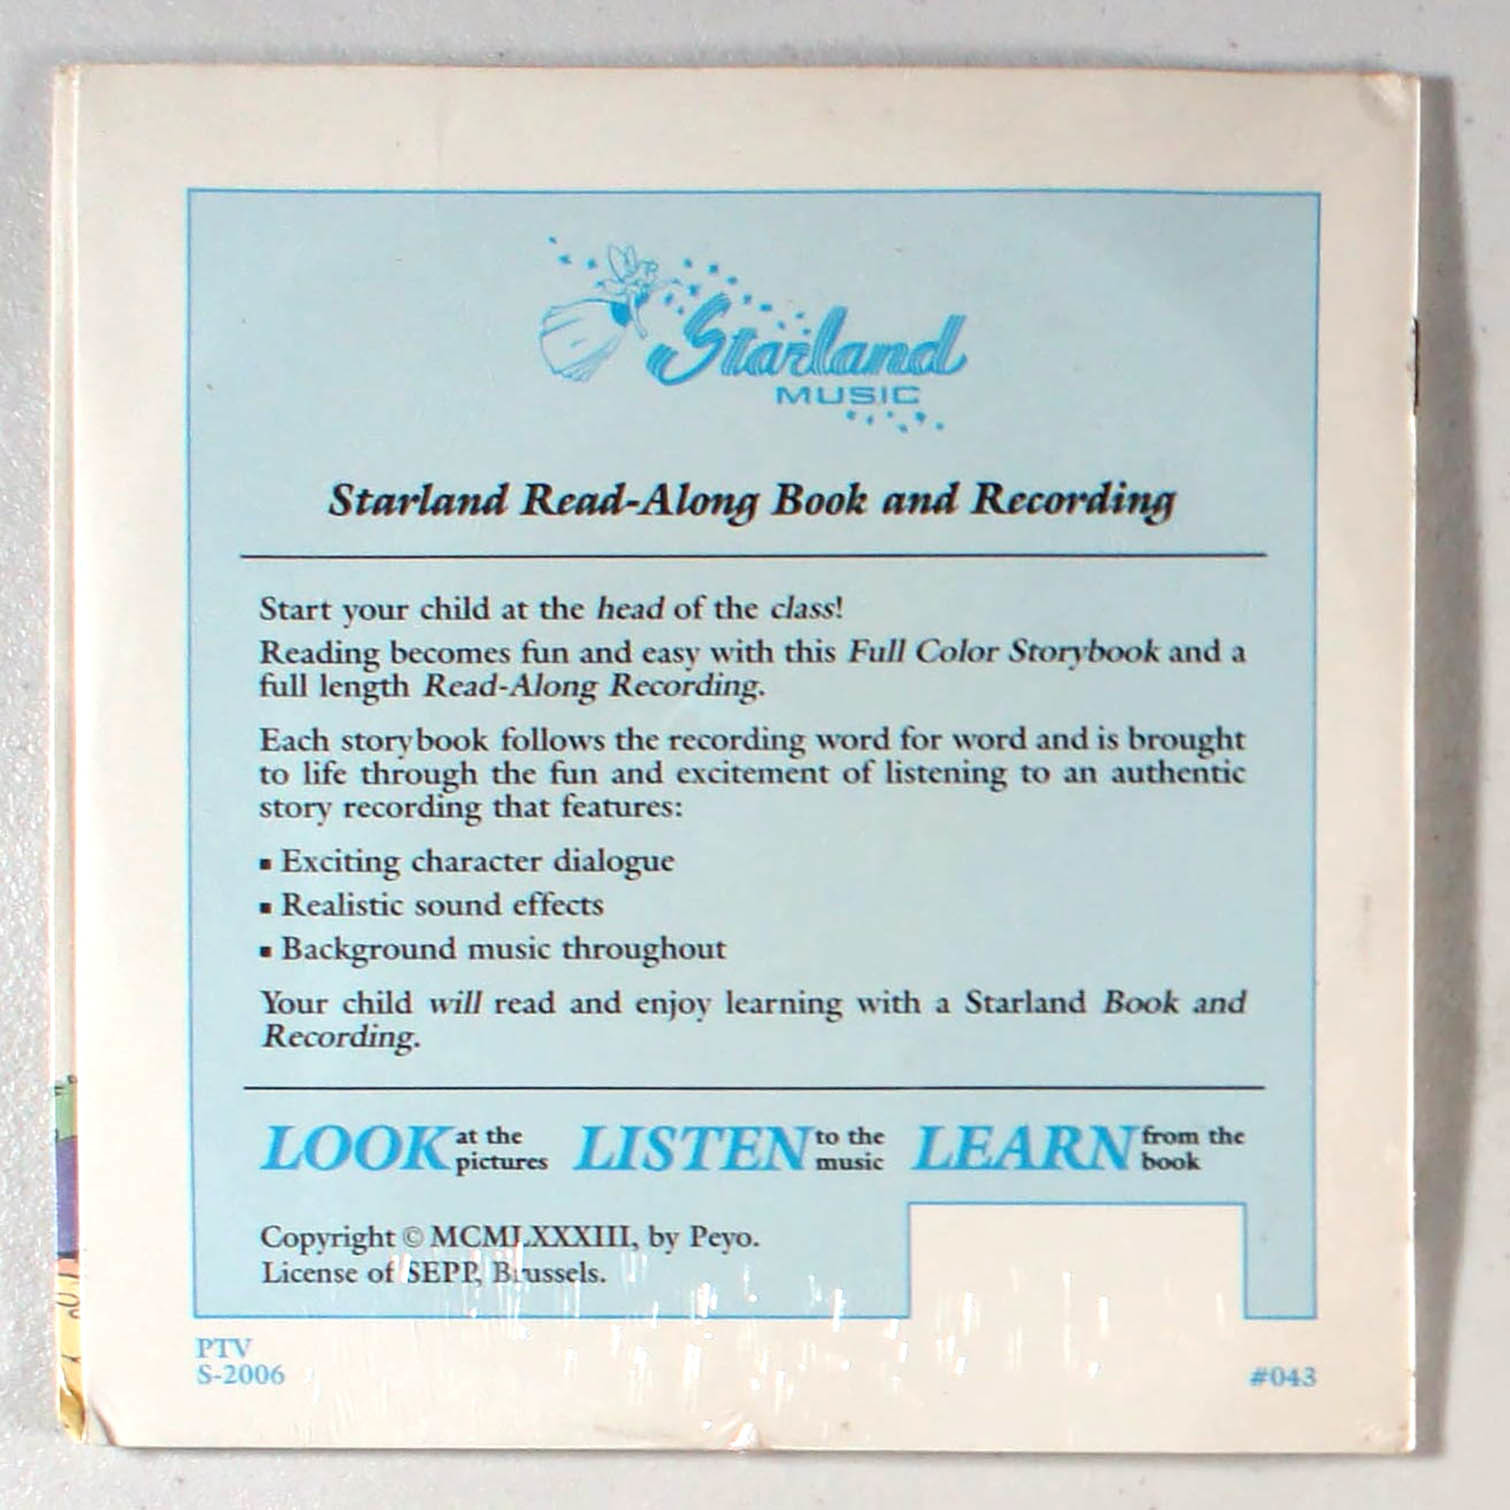 Starland
MUSIC
Starland Read-Along Book and Recording
Start your child at the head of the class!
Reading becomes fun and easy with this Full Color Storybook and a
full length Read-Along Recording.
Each storybook follows the recording word for word and is brought
to life through the fun and excitement of listening to an authentic
story recording that features:
▪ Exciting character dialogue
▪ Realistic sound effects
▪ Background music throughout
Your child will read and enjoy learning with a Starland Book and
Recording.
LOOK at the pictures LISTEN to the music LEARN from the book
Copyright © MCMLXXXIII, by Peyo.
License of SEPP, Brussels.
PTV
S-2006
#043